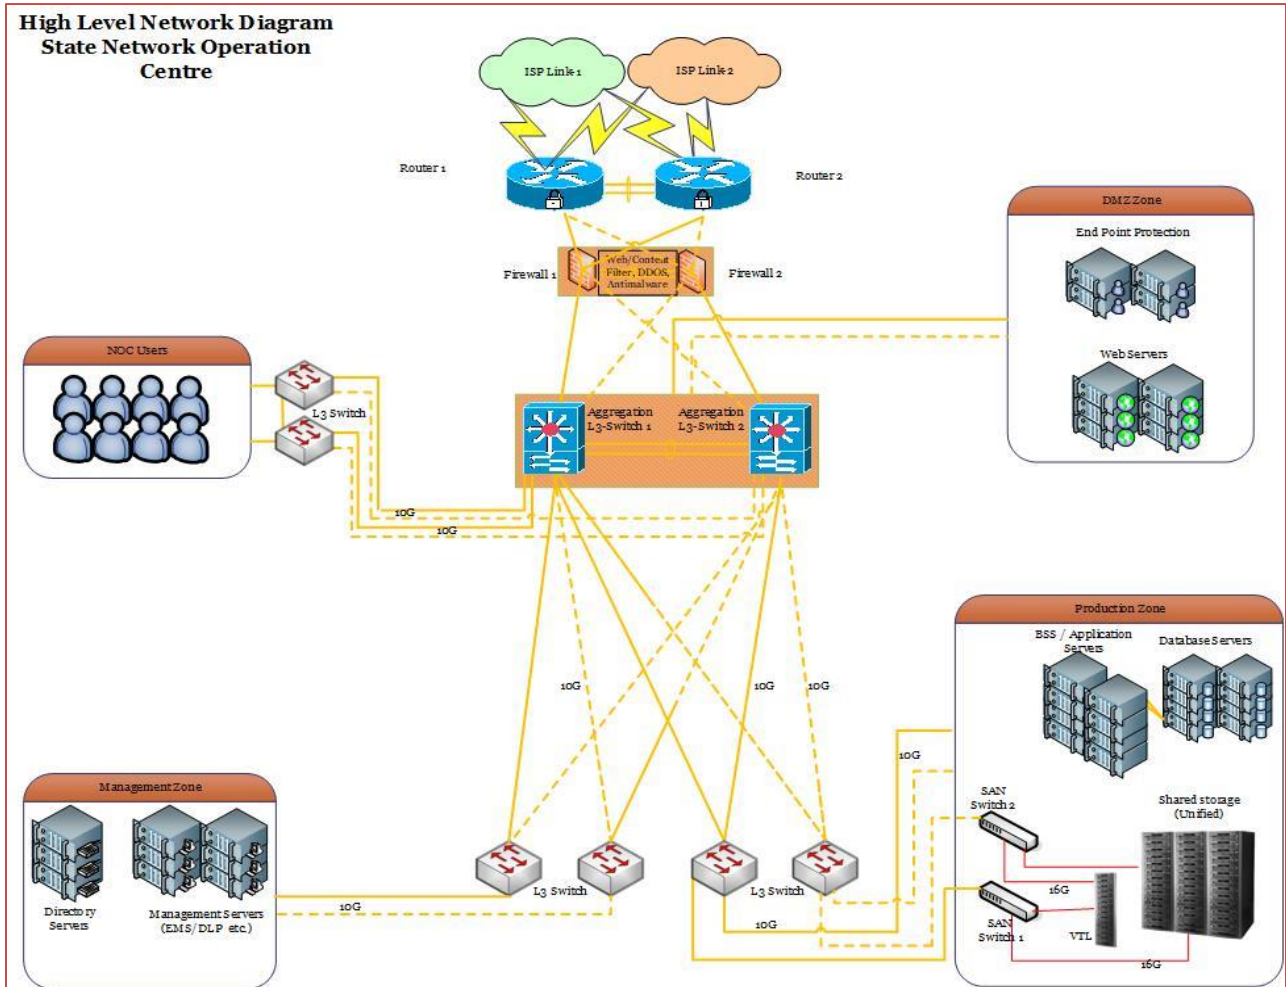 High Level Network Diagram
State Network Operation
Centre
ISP Link-1
ISP Link-2
Router 1
Router 2
Firewall 1
Web/Content
Filter, DDOS,
Antimalware
Firewall 2
DMZ Zone
End Point Protection
Web Servers
NOC Users
L3 Switch
Aggregation
L3-Switch 1
Aggregation
L3-Switch 2
10G
10G
10G
10G
10G
Production Zone
BSS / Application
Servers
Database Servers
10G
SAN
Switch 2
Shared storage
(Unified)
16G
SAN
Switch 1
VTL
16G
Management Zone
Directory
Servers
Management Servers
(EMS/DLP etc.)
10G
L3 Switch
L3 Switch
10G